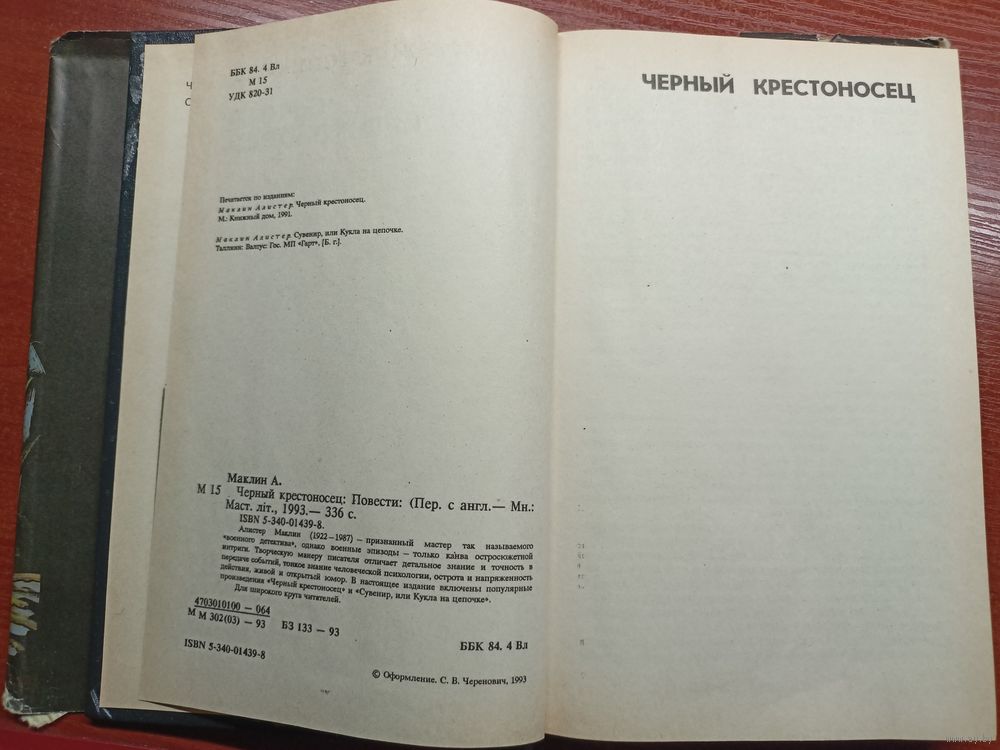 Ч
С
ББК 84. 4 Вл
М 15
УДК 820-31
Печатается по изданиям:
Маклин Алистер. Черный крестоносец.
М.: Книжный дом, 1991.
Маклин Алистер. Сувенир, или Кукла на цепочке.
Таллинн: Валгус: Гос. МП «Гарт», [Б. г.].
Маклин А.
М 15 Черный крестоносец: Повести: (Пер. с англ.— Мн.:
Маст. літ., 1993.— 336 с.
ISBN 5-340-01439-8.
Алистер Маклин (1922—1987) — признанный мастер так называемого
«военного детектива», однако военные эпизоды — только канва остросюжетной
интриги. Творческую манеру писателя отличает детальное знание и точность в
передаче событий, тонкое знание человеческой психологии, острота и напряженность
действия, живой и открытый юмор. В настоящее издание включены популярные
произведения «Черный крестоносец» и «Сувенир, или Кукла на цепочке».
Для широкого круга читателей.
4703010100 — 064
М М 302(03) — 93 БЗ 133 — 93
ISBN 5-340-01439-8
ББК 84. 4 Вл
© Оформление. С. В. Черенович, 1993
ЧЕРНЫЙ КРЕСТОНОСЕЦ